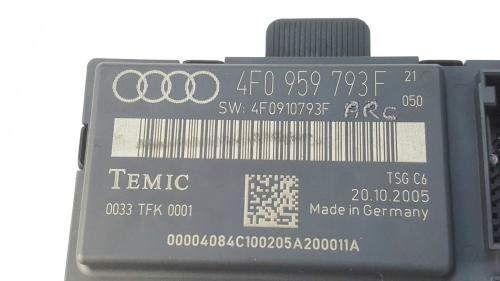 4F0 959 793F 21
SW: 4F0910793F ARG 050
TEMIC
TSG C6
20.10.2005
0033 TFK 0001
Made in Germany
00004084C100205A200011A